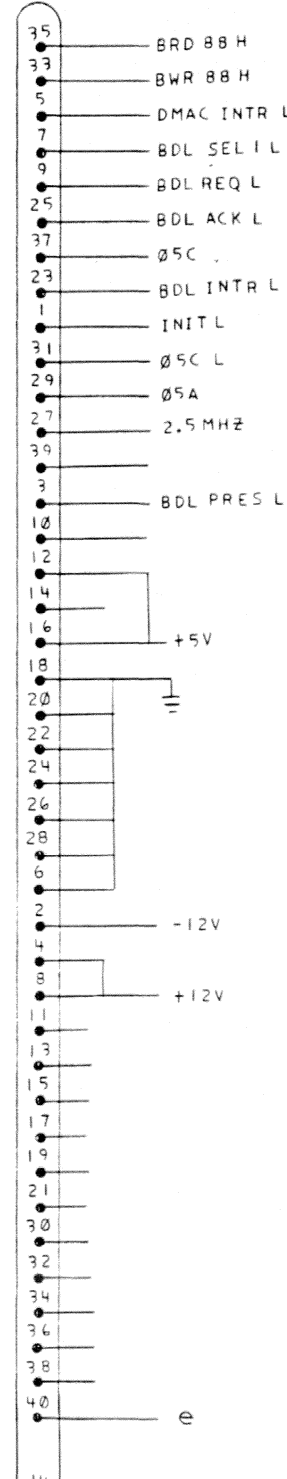 35 BRD 88 H
33 BWR 88 H
5 DMAC INTR L
7 BDL SEL 1 L
9 BDL REQ L
25 BDL ACK L
37 Ø5C
23 BDL INTR L
1 INIT L
31 Ø5C L
29 Ø5A
27 2.5 MHZ
39
3 BDL PRES L
1Ø
12
14
16 +5V
18
2Ø
22
24
26
28
6
2 -12V
4
8 +12V
11
13
15
17
19
21
3Ø
32
34
36
38
4Ø e